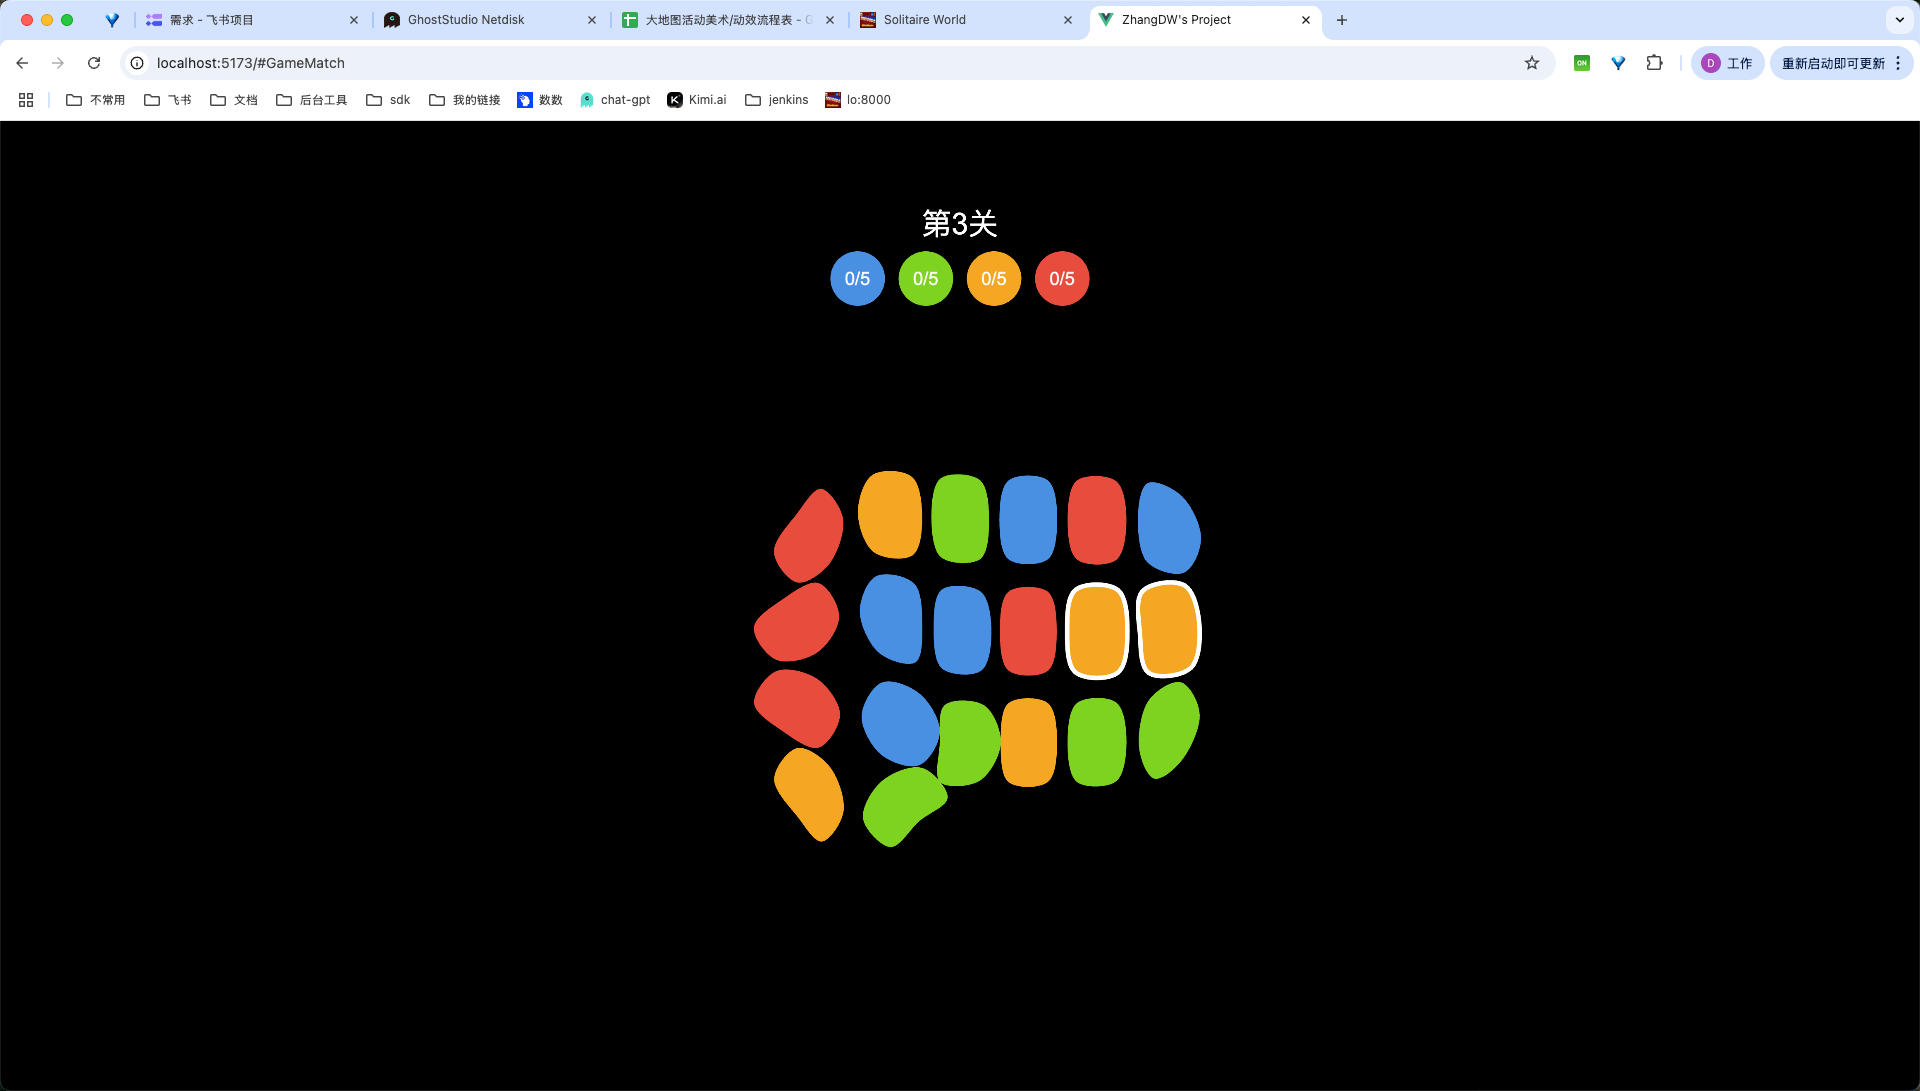 需求 - 飞书项目
GhostStudio Netdisk
大地图活动美术/动效流程表 - G
Solitaire World
ZhangDW's Project
localhost:5173/#GameMatch
ON
D 工作
重新启动即可更新
不常用
飞书
文档
后台工具
sdk
我的链接
数数
chat-gpt
Kimi.ai
jenkins
lo:8000
第3关
0/5 0/5 0/5 0/5